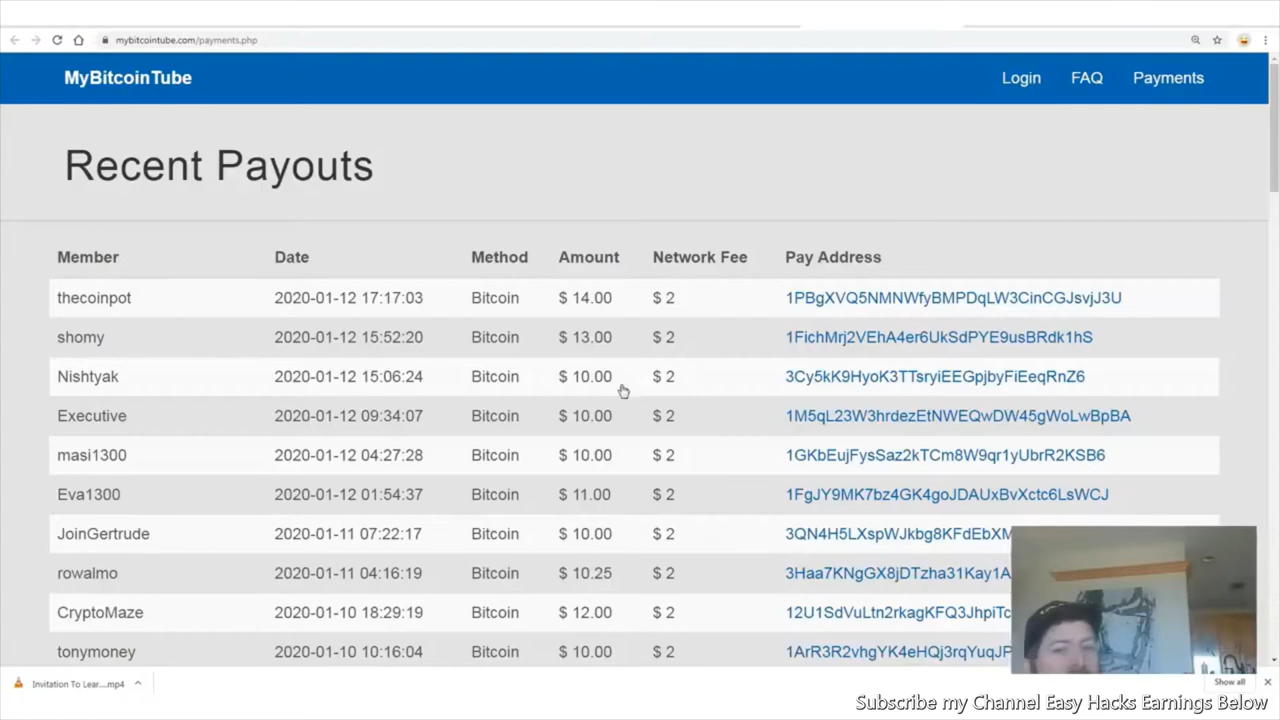 mybitcointube.com/payments.php
MyBitcoinTube Login FAQ Payments
Recent Payouts
Member Date Method Amount Network Fee Pay Address
thecoinpot 2020-01-12 17:17:03 Bitcoin $ 14.00 $ 2 1PBgXVQ5NMNWfyBMPDqLW3CinCGJsvjJ3U
shomy 2020-01-12 15:52:20 Bitcoin $ 13.00 $ 2 1FichMrj2VEhA4er6UkSdPYE9usBRdk1hS
Nishtyak 2020-01-12 15:06:24 Bitcoin $ 10.00 $ 2 3Cy5kK9HyoK3TTsryiEEGpjbyFiEeqRnZ6
Executive 2020-01-12 09:34:07 Bitcoin $ 10.00 $ 2 1M5qL23W3hrdezEtNWEQwDW45gWoLwBpBA
masi1300 2020-01-12 04:27:28 Bitcoin $ 10.00 $ 2 1GKbEujFysSaz2kTCm8W9qr1yUbrR2KSB6
Eva1300 2020-01-12 01:54:37 Bitcoin $ 11.00 $ 2 1FgJY9MK7bz4GK4goJDAUxBvXctc6LsWCJ
JoinGertrude 2020-01-11 07:22:17 Bitcoin $ 10.00 $ 2 3QN4H5LXspWJkbg8KFdEbXM
rowalmo 2020-01-11 04:16:19 Bitcoin $ 10.25 $ 2 3Haa7KNgGX8jDTzha31Kay1A
CryptoMaze 2020-01-10 18:29:19 Bitcoin $ 12.00 $ 2 12U1SdVuLtn2rkagKFQ3JhpiTc
tonymoney 2020-01-10 10:16:04 Bitcoin $ 10.00 $ 2 1ArR3R2vhgYK4eHQj3rqYuqJP
Invitation To Lear....mp4 Show all
Subscribe my Channel Easy Hacks Earnings Below